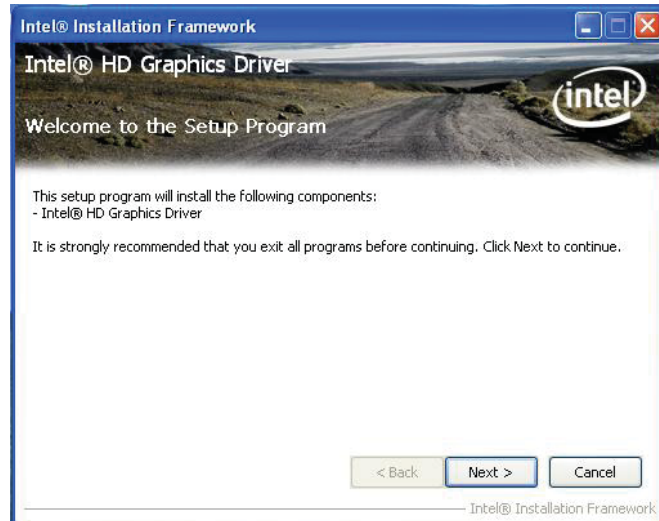 Intel® Installation Framework
Intel® HD Graphics Driver
intel
Welcome to the Setup Program
This setup program will install the following components:
- Intel® HD Graphics Driver
It is strongly recommended that you exit all programs before continuing. Click Next to continue.
< Back Next > Cancel
Intel® Installation Framework